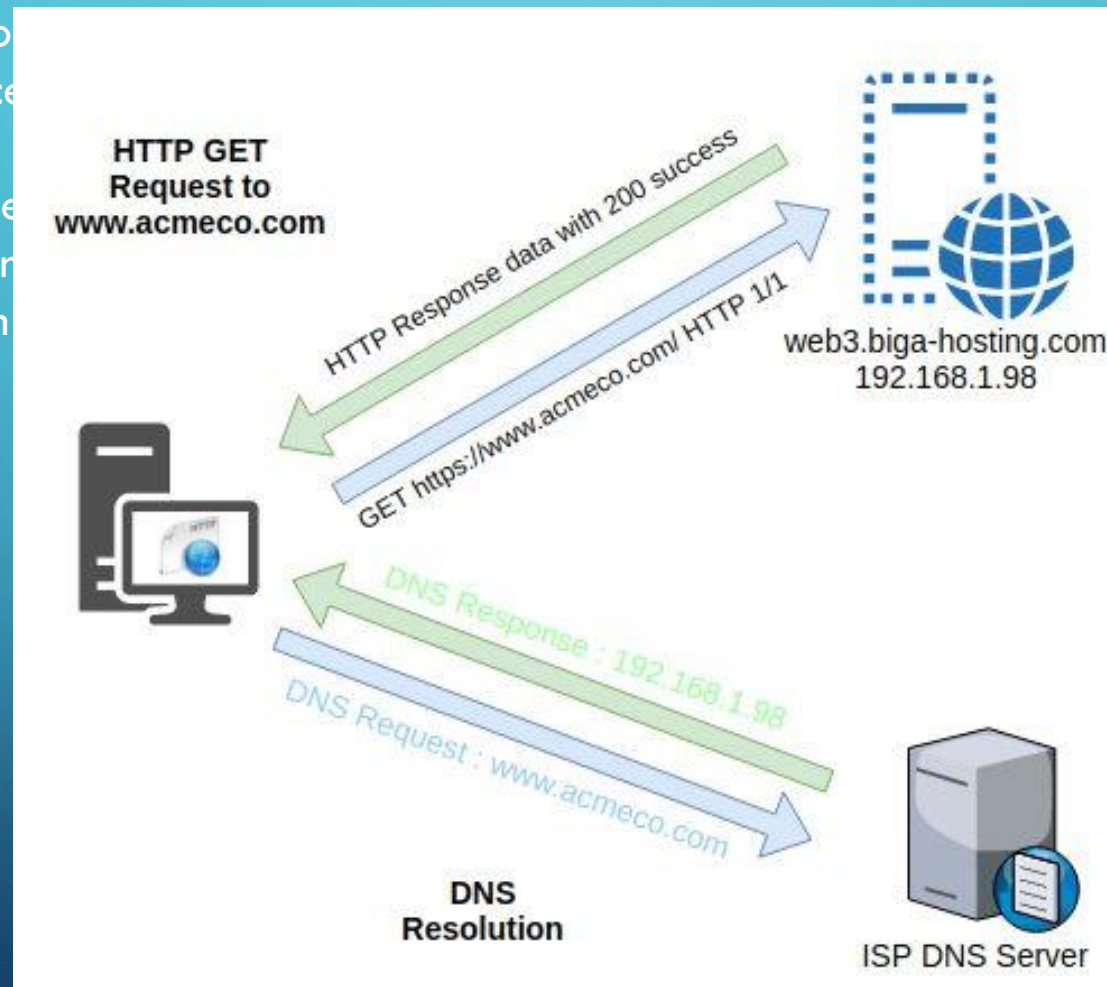 HTTP GET
Request to
www.acmeco.com
HTTP Response data with 200 success
GET https://www.acmeco.com/ HTTP 1/1
web3.biga-hosting.com
192.168.1.98
HTTP
DNS Response : 192.168.1.98
DNS Request : www.acmeco.com
DNS
Resolution
ISP DNS Server